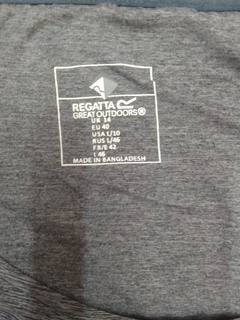 REGATTA
GREAT OUTDOORS®
UK 14
EU 40
USA L/10
RUS L/46
FR/E 42
I 46
MADE IN BANGLADESH